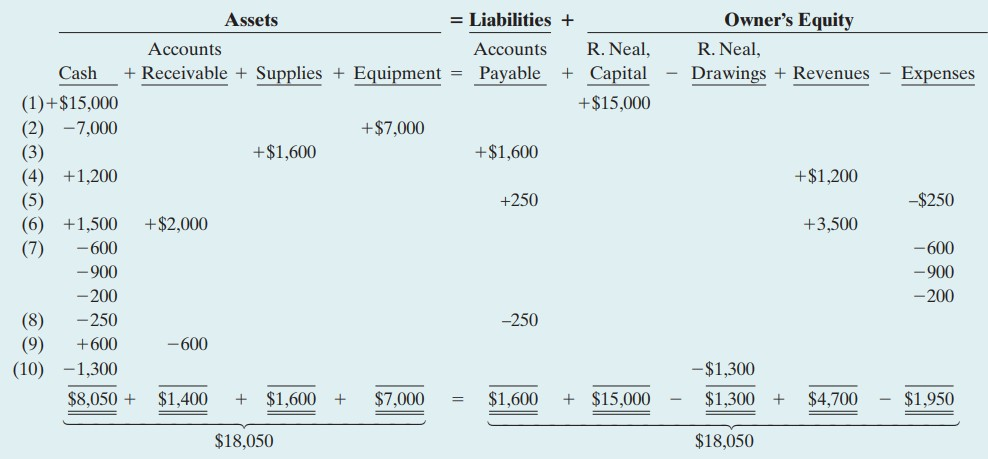 Assets = Liabilities + Owner's Equity
Accounts Accounts R. Neal, R. Neal,
Cash + Receivable + Supplies + Equipment = Payable + Capital − Drawings + Revenues − Expenses
(1) +$15,000 +$15,000
(2) −7,000 +$7,000
(3) +$1,600 +$1,600
(4) +1,200 +$1,200
(5) +250 –$250
(6) +1,500 +$2,000 +3,500
(7) −600 −600
−900 −900
−200 −200
(8) −250 –250
(9) +600 −600
(10) −1,300 −$1,300
$8,050 + $1,400 + $1,600 + $7,000 = $1,600 + $15,000 − $1,300 + $4,700 − $1,950
$18,050 $18,050